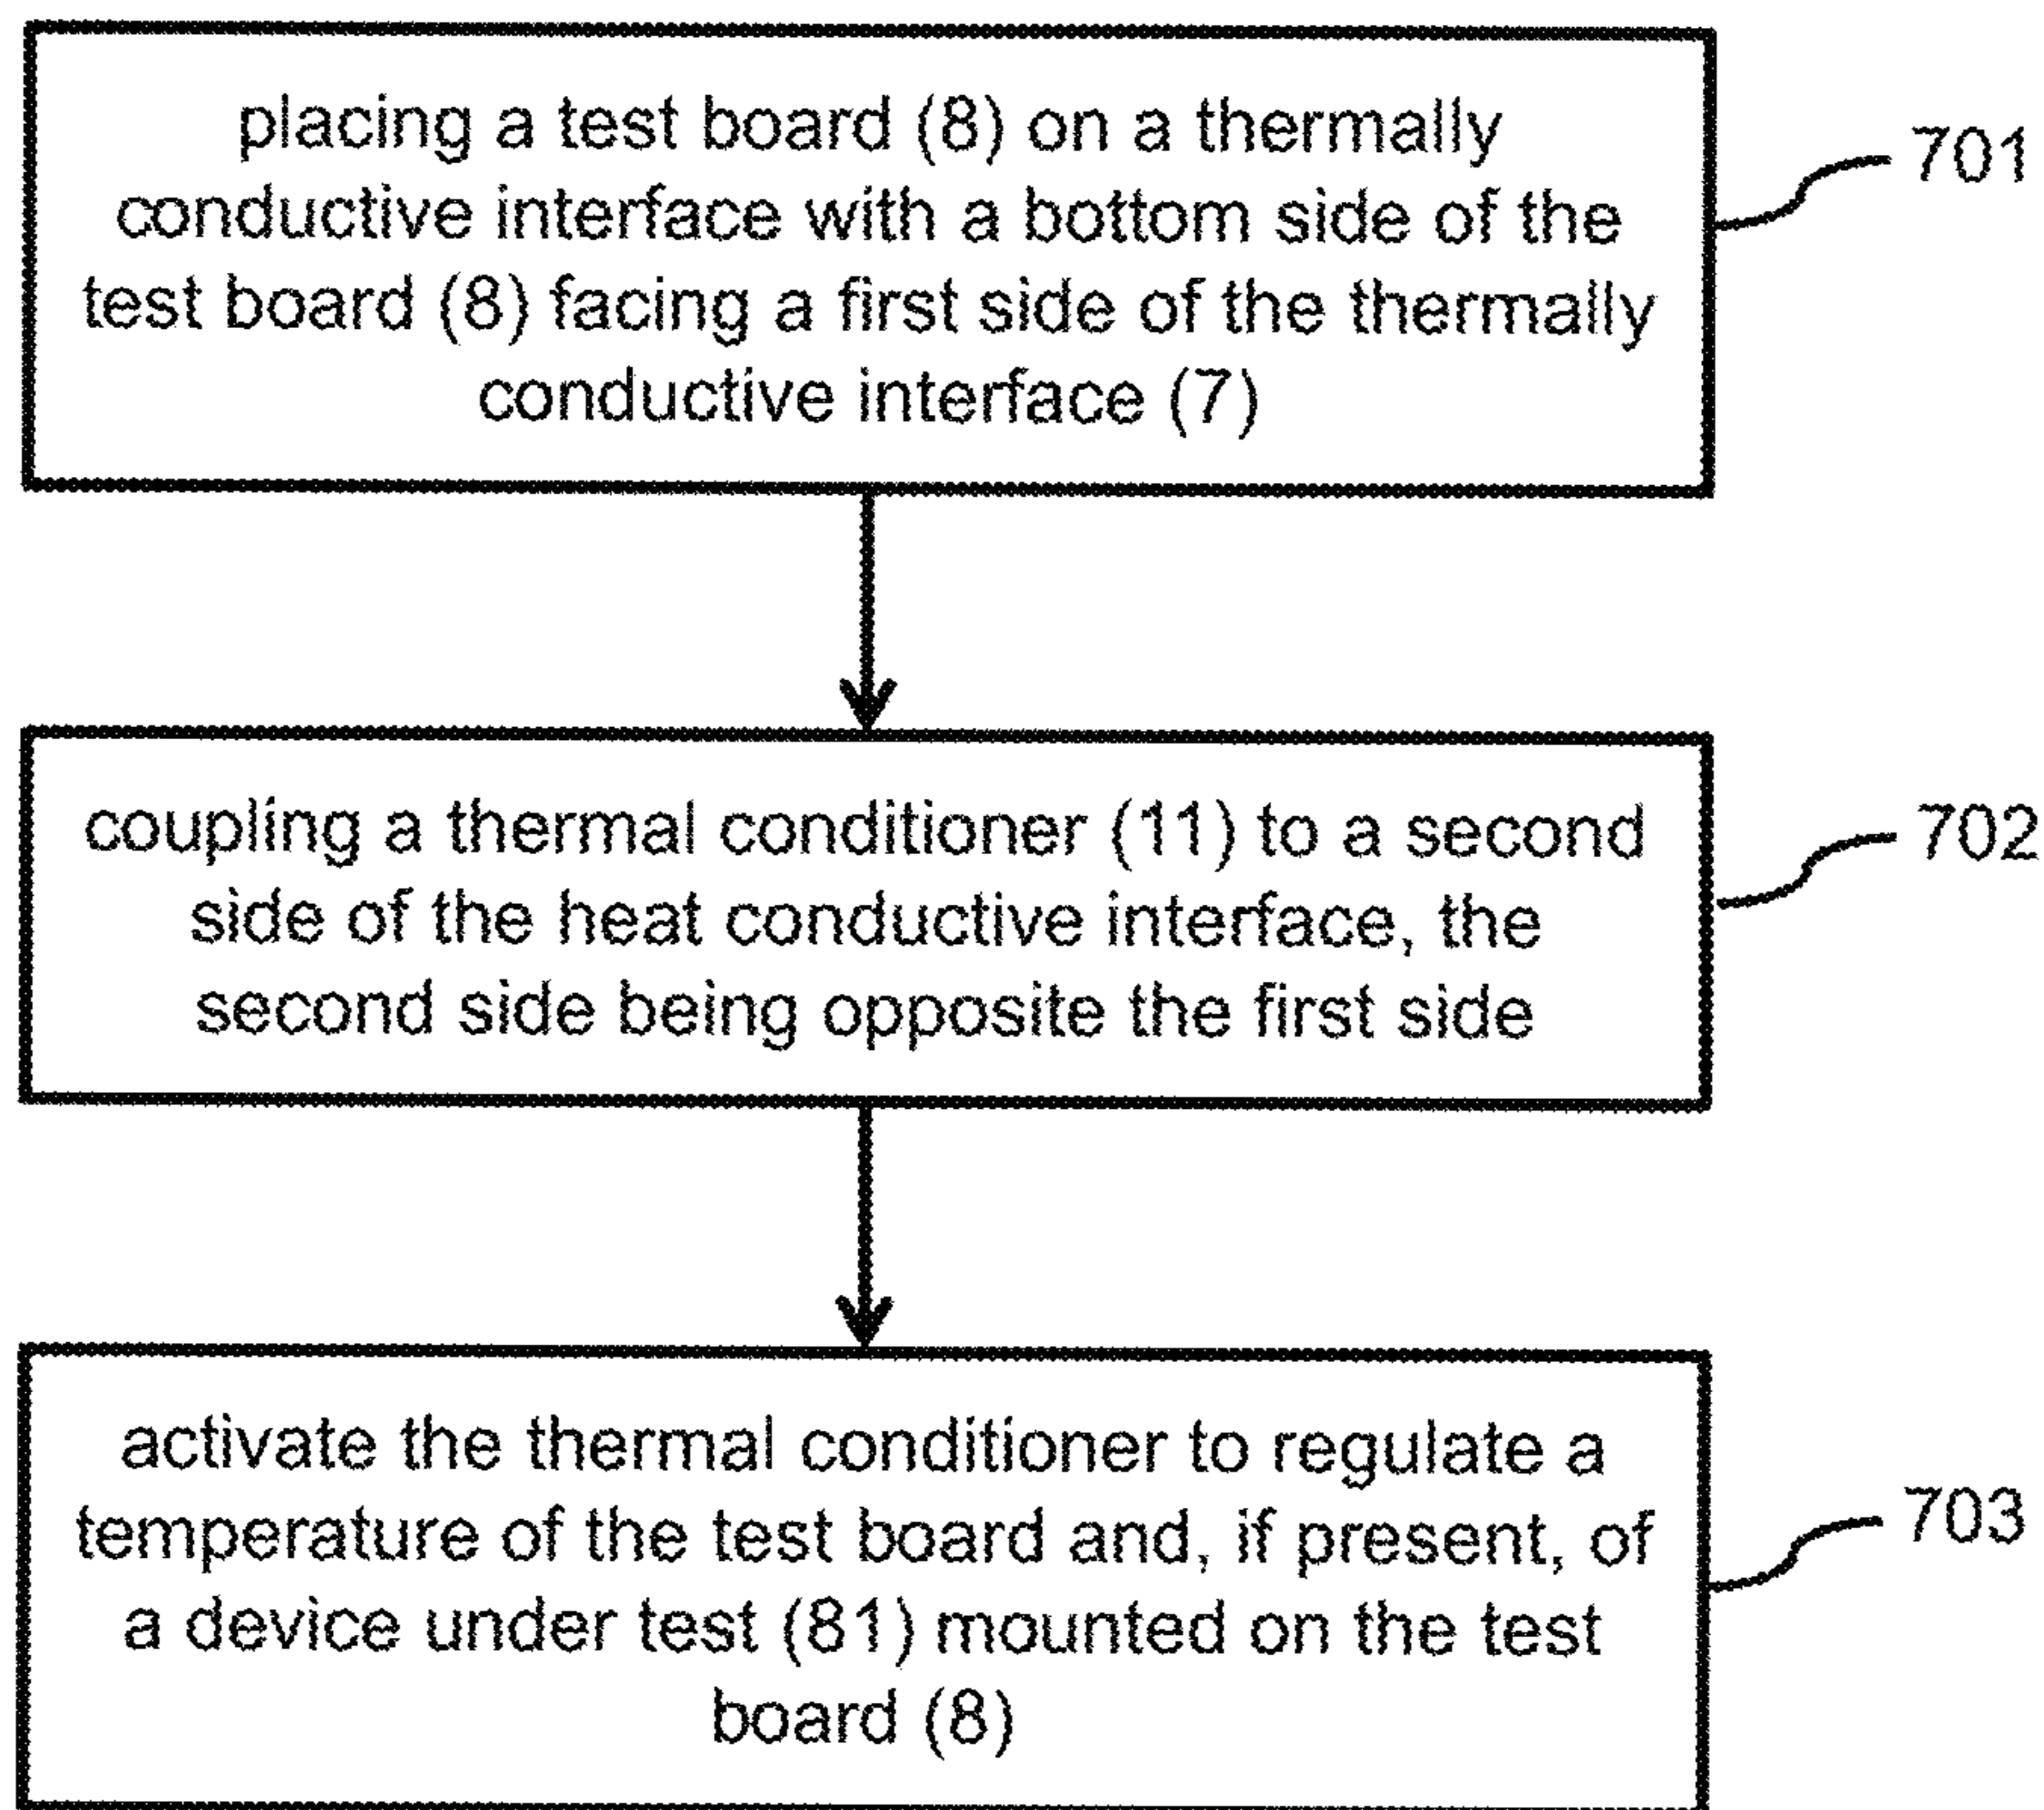 placing a test board (8) on a thermally
conductive interface with a bottom side of the
test board (8) facing a first side of the thermally
conductive interface (7)
701
coupling a thermal conditioner (11) to a second
side of the heat conductive interface, the
second side being opposite the first side
702
activate the thermal conditioner to regulate a
temperature of the test board and, if present, of
a device under test (81) mounted on the test
board (8)
703